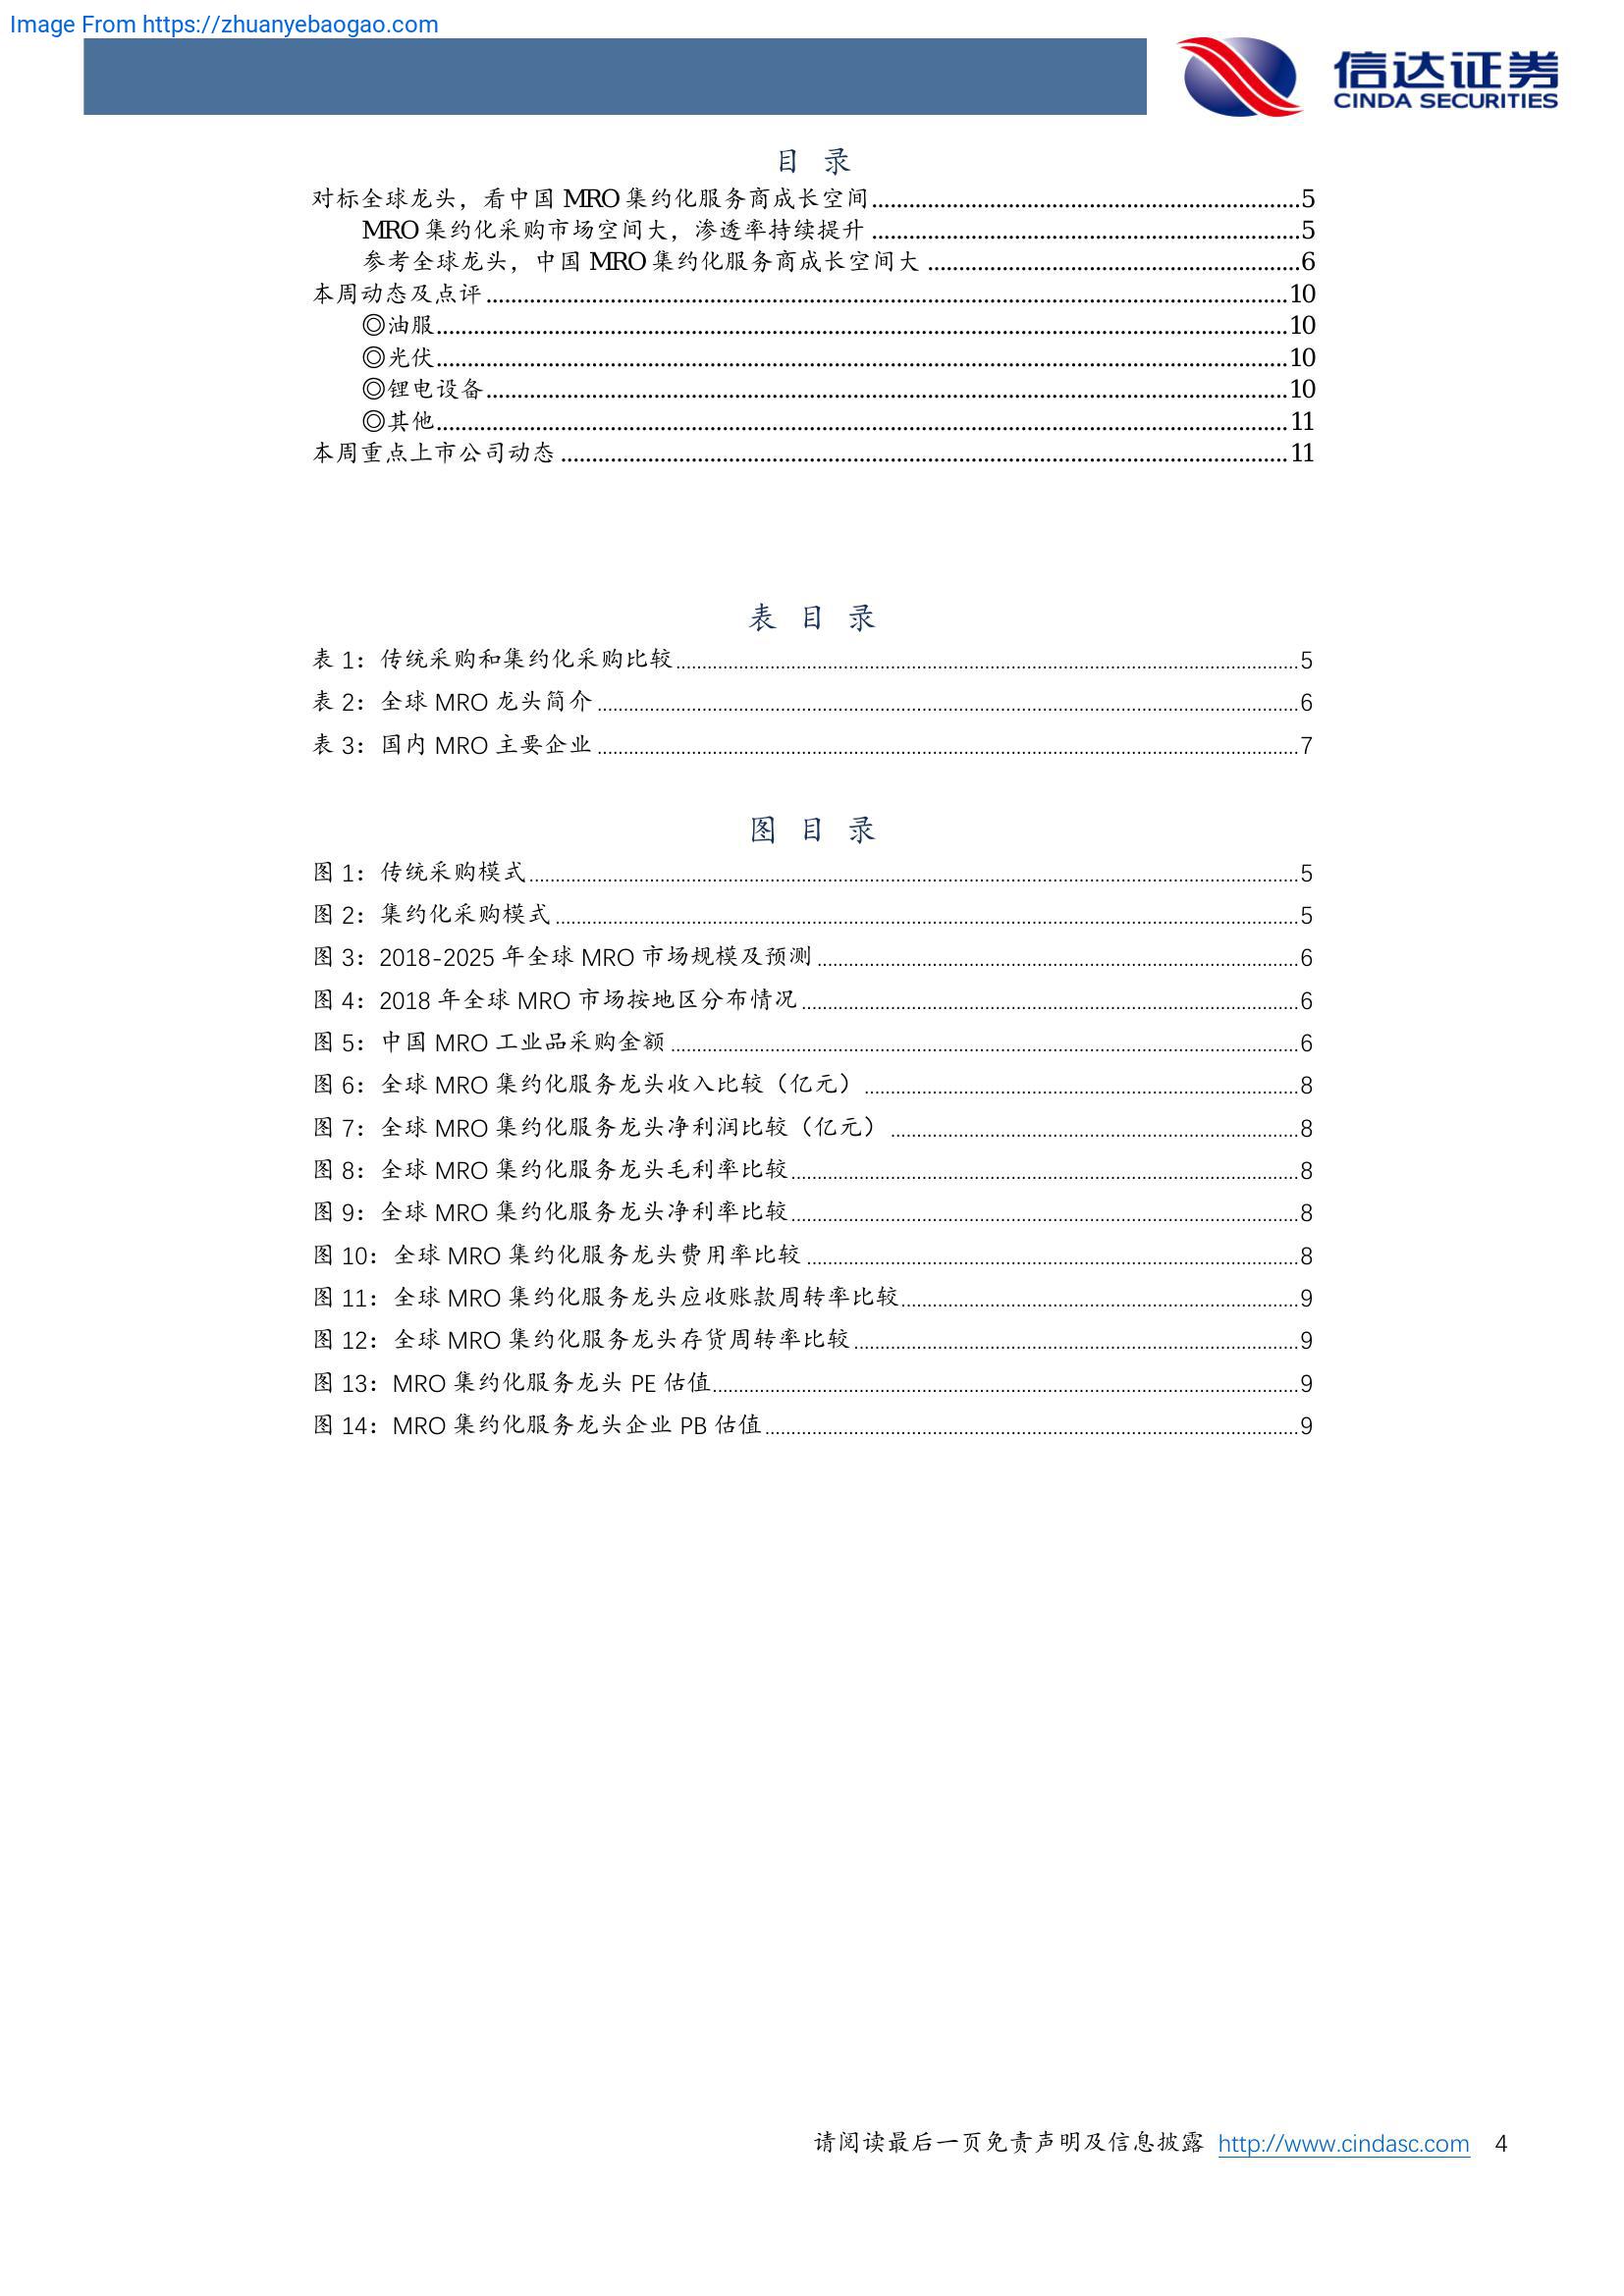 Image From https://zhuanyebaogao.com
信达证券
CINDA SECURITIES
目 录
对标全球龙头，看中国 MRO 集约化服务商成长空间 5
MRO 集约化采购市场空间大，渗透率持续提升 5
参考全球龙头，中国 MRO 集约化服务商成长空间大 6
本周动态及点评 10
◎油服 10
◎光伏 10
◎锂电设备 10
◎其他 11
本周重点上市公司动态 11
表 目 录
表 1：传统采购和集约化采购比较 5
表 2：全球 MRO 龙头简介 6
表 3：国内 MRO 主要企业 7
图 目 录
图 1：传统采购模式 5
图 2：集约化采购模式 5
图 3：2018-2025 年全球 MRO 市场规模及预测 6
图 4：2018 年全球 MRO 市场按地区分布情况 6
图 5：中国 MRO 工业品采购金额 6
图 6：全球 MRO 集约化服务龙头收入比较（亿元） 8
图 7：全球 MRO 集约化服务龙头净利润比较（亿元） 8
图 8：全球 MRO 集约化服务龙头毛利率比较 8
图 9：全球 MRO 集约化服务龙头净利率比较 8
图 10：全球 MRO 集约化服务龙头费用率比较 8
图 11：全球 MRO 集约化服务龙头应收账款周转率比较 9
图 12：全球 MRO 集约化服务龙头存货周转率比较 9
图 13：MRO 集约化服务龙头 PE 估值 9
图 14：MRO 集约化服务龙头企业 PB 估值 9
请阅读最后一页免责声明及信息披露 http://www.cindasc.com 4